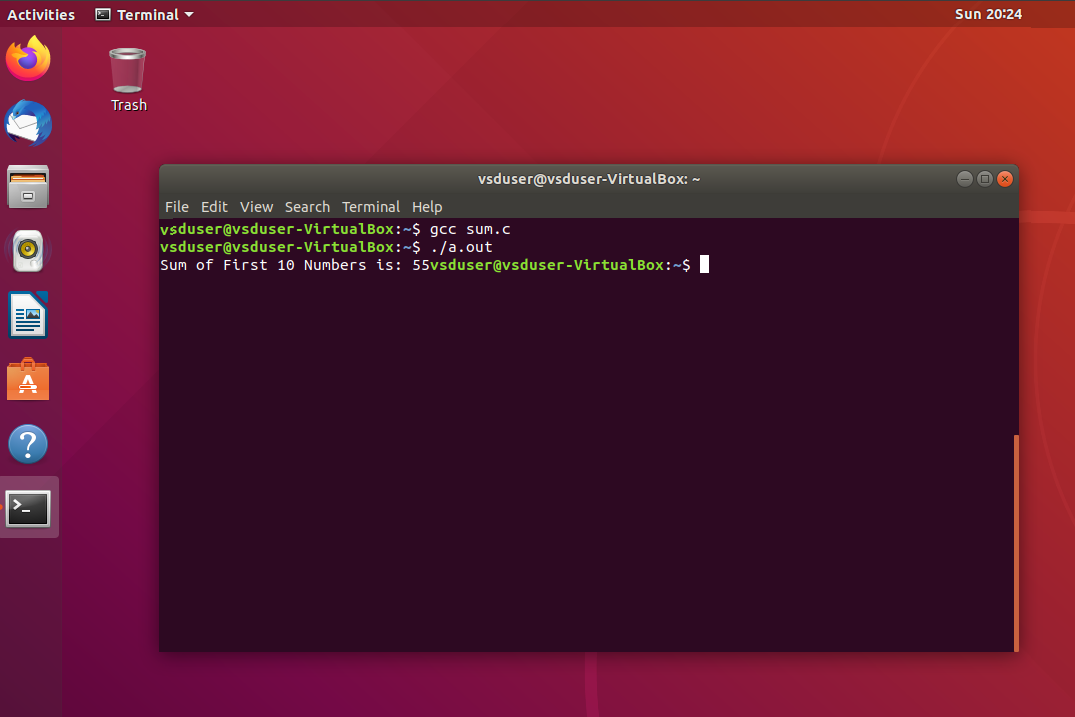 Activities Terminal Sun 20:24
Trash
vsduser@vsduser-VirtualBox: ~
File Edit View Search Terminal Help
vsduser@vsduser-VirtualBox:~$ gcc sum.c
vsduser@vsduser-VirtualBox:~$ ./a.out
Sum of First 10 Numbers is: 55vsduser@vsduser-VirtualBox:~$